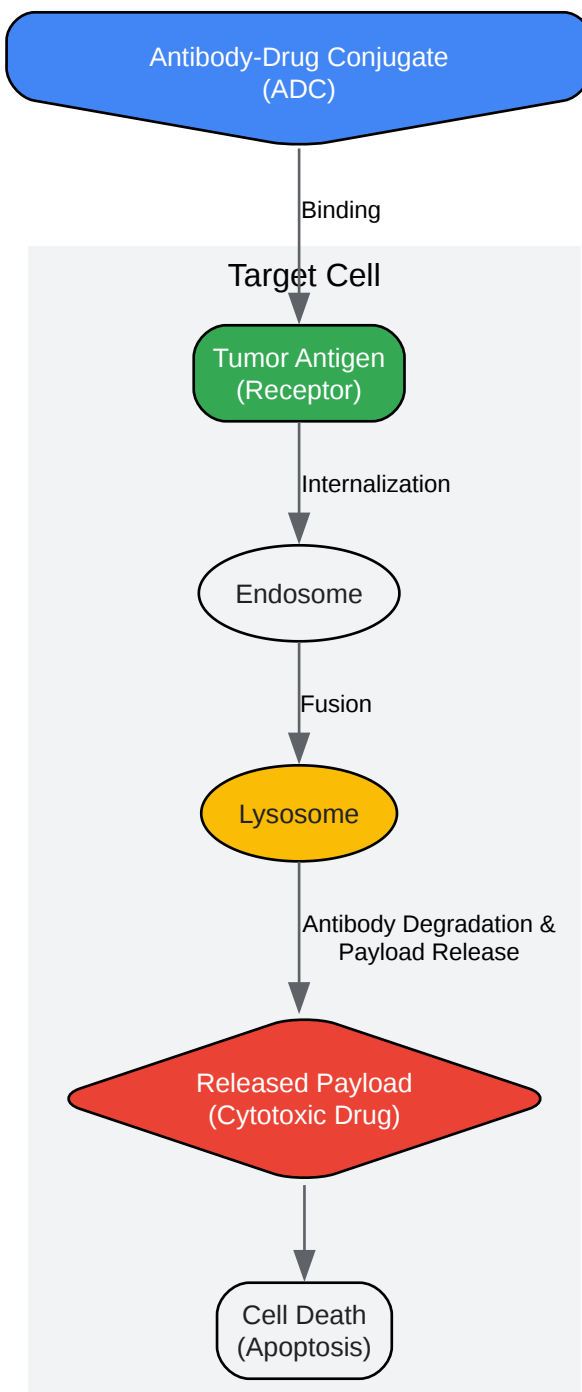 Antibody-Drug Conjugate
(ADC)
Binding
Target Cell
Tumor Antigen
(Receptor)
Internalization
Endosome
Fusion
Lysosome
Antibody Degradation &
Payload Release
Released Payload
(Cytotoxic Drug)
Cell Death
(Apoptosis)